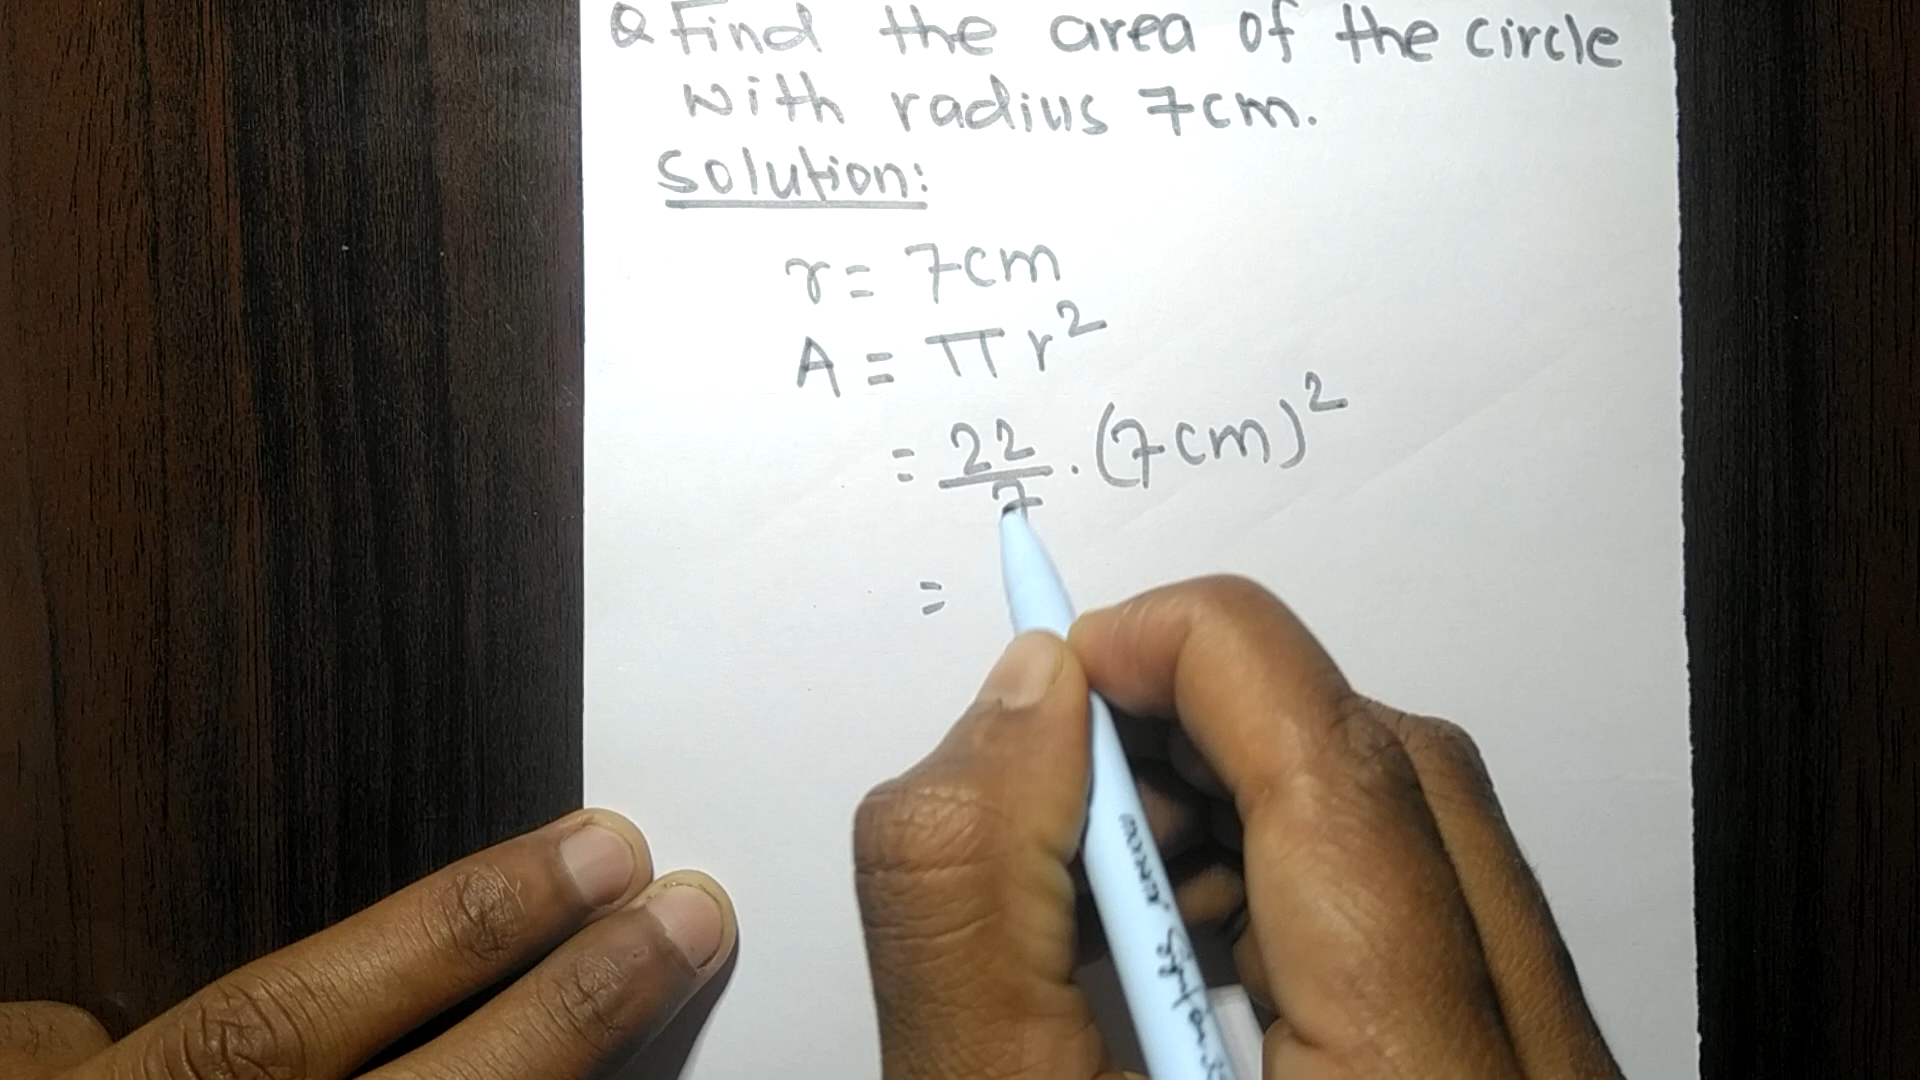 Q Find the area of the circle
with radius 7cm.
Solution:
r = 7cm
A = πr²
= 22/7 . (7cm)²
=